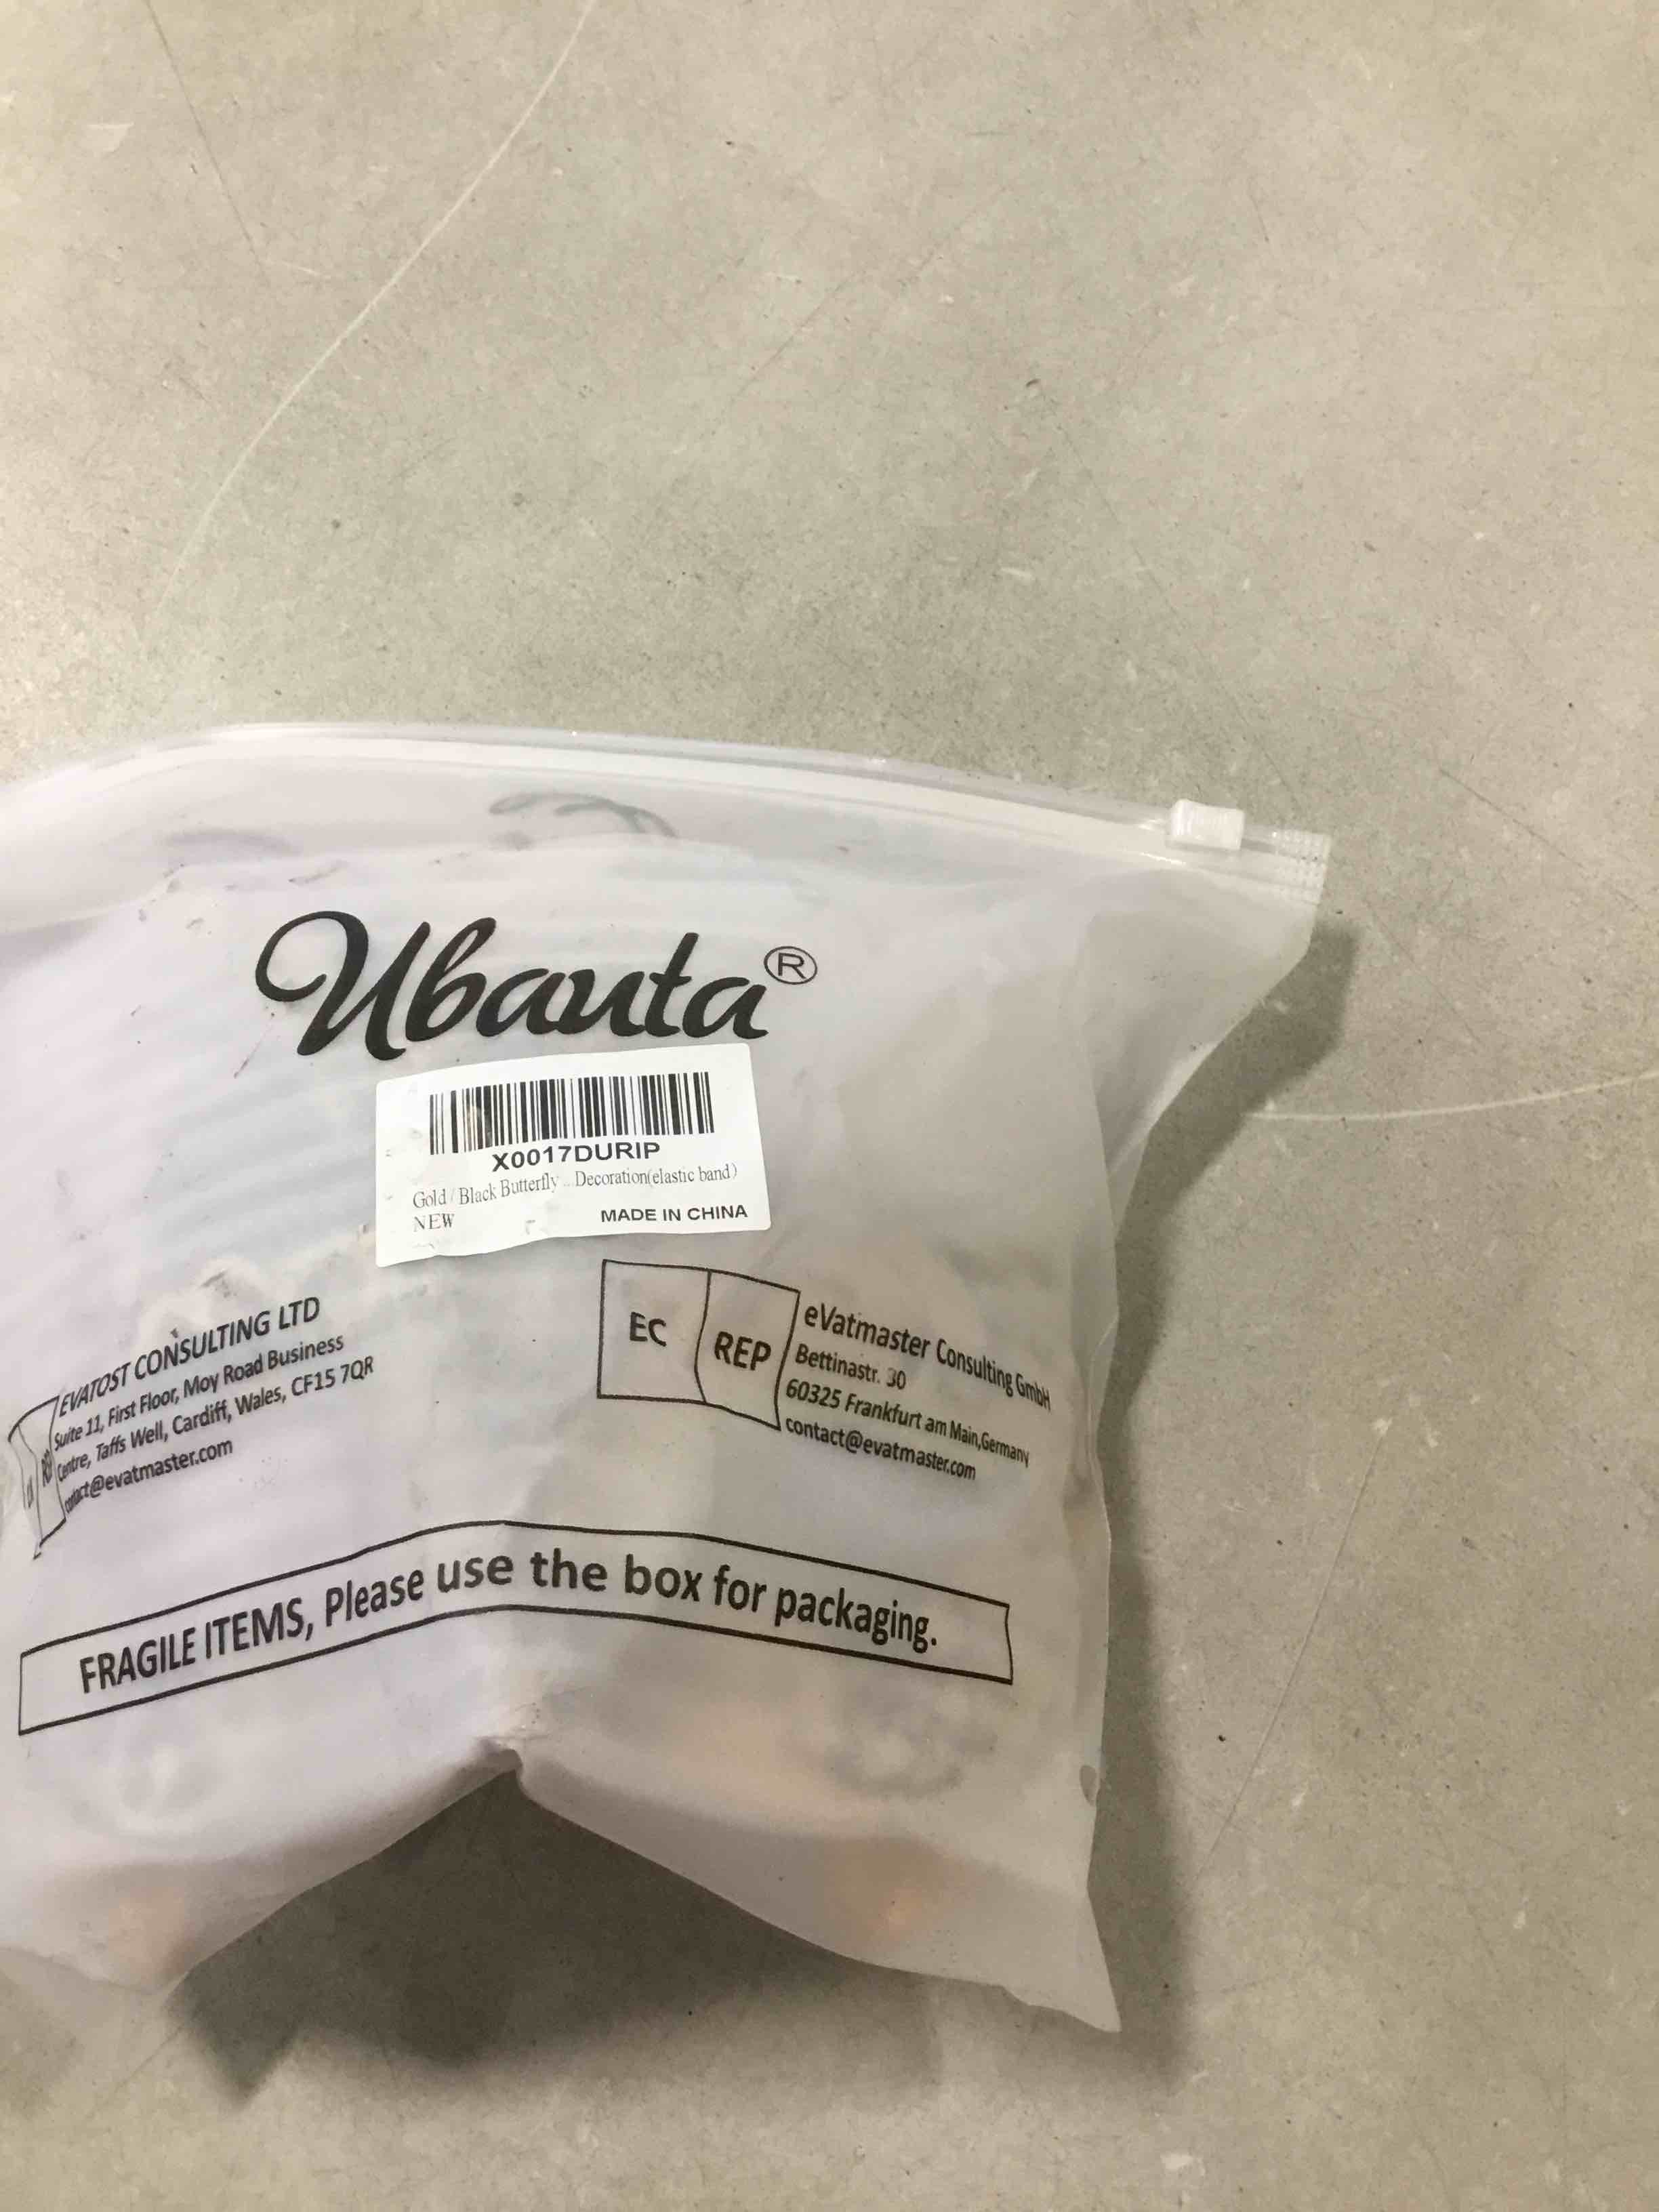 Ubauta®
X0017DURIP
Gold / Black Butterfly ... Decoration(elastic band)
NEW MADE IN CHINA
EVATOST CONSULTING LTD
Suite 11, First Floor, Moy Road Business
Centre, Taffs Well, Cardiff, Wales, CF15 7QR
contact@evatmaster.com
REP
EC REP
eVatmaster Consulting GmbH
Bettinastr. 30
60325 Frankfurt am Main,Germany
contact@evatmaster.com
FRAGILE ITEMS, Please use the box for packaging.